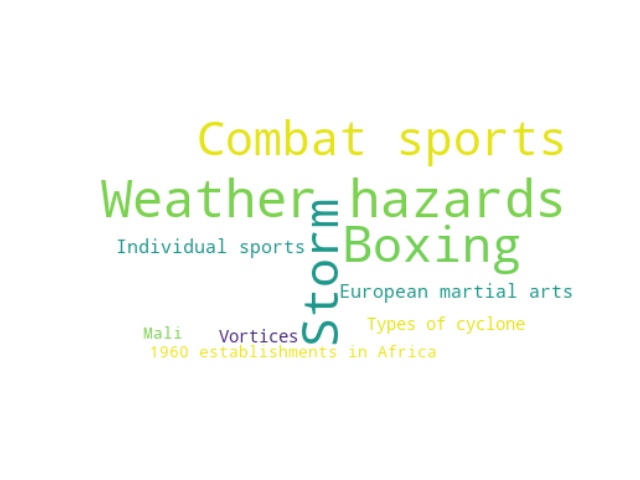 Combat sports
Weather hazards
Storm
Boxing
Individual sports
European martial arts
Types of cyclone
Mali
Vortices
1960 establishments in Africa